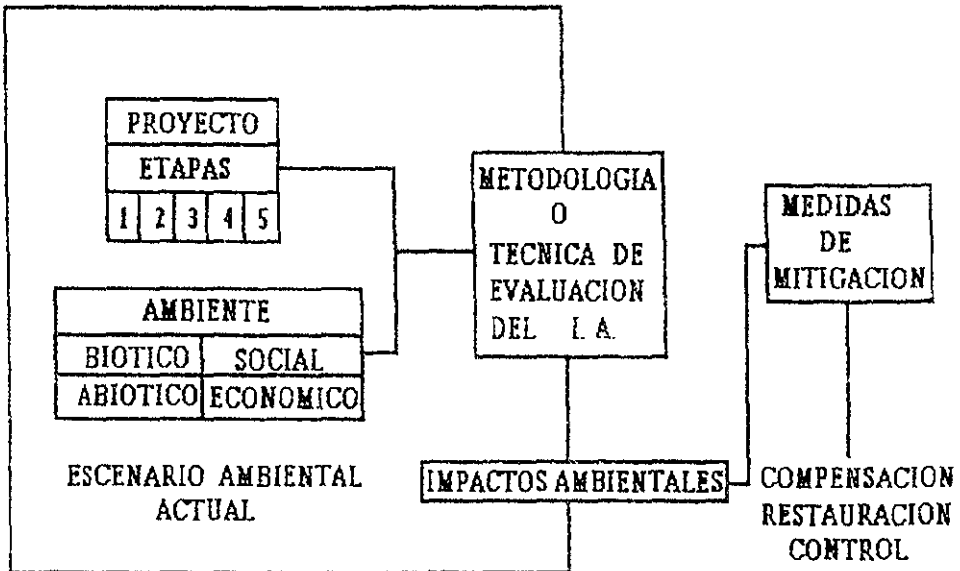 PROYECTO
ETAPAS
1 2 3 4 5
AMBIENTE
BIOTICO SOCIAL
ABIOTICO ECONOMICO
ESCENARIO AMBIENTAL
ACTUAL
METODOLOGIA
O
TECNICA DE
EVALUACION
DEL I. A.
IMPACTOS AMBIENTALES
MEDIDAS
DE
MITIGACION
COMPENSACION
RESTAURACION
CONTROL